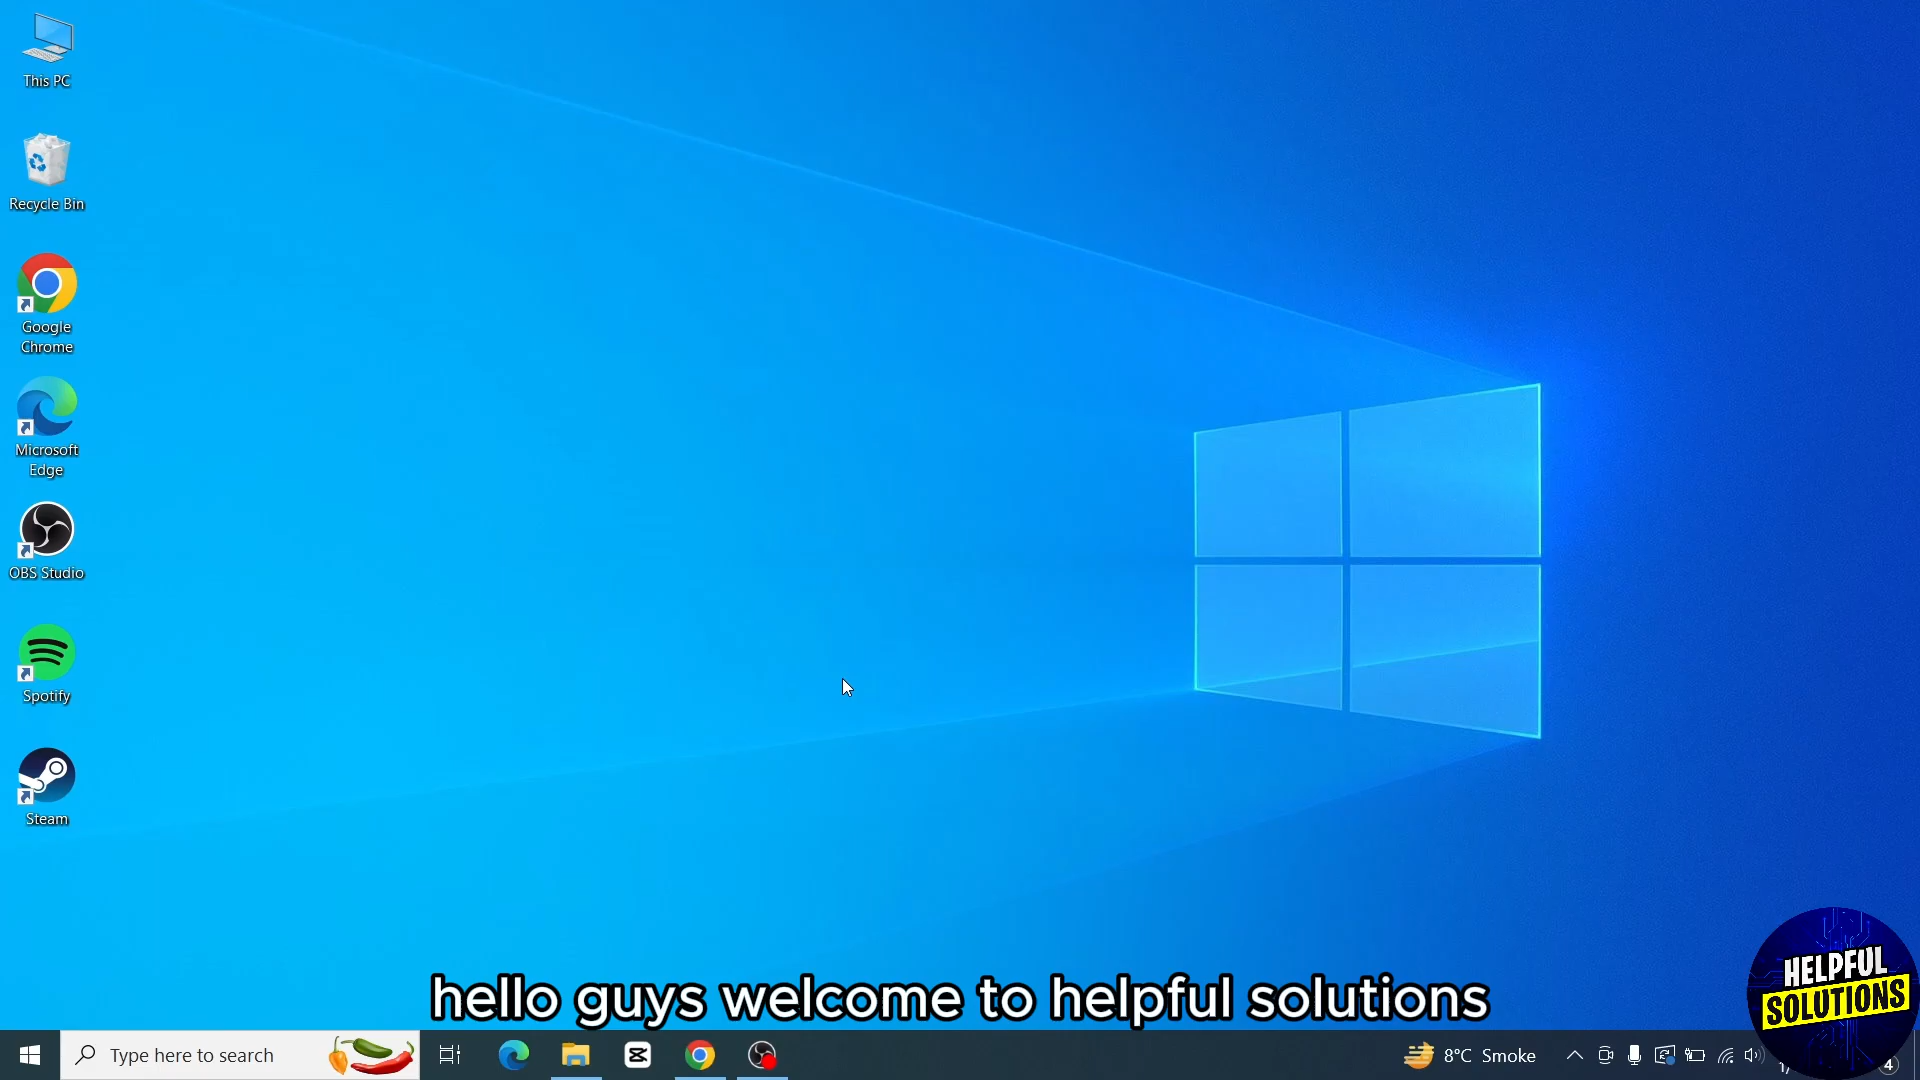 This PC
Recycle Bin
Google
Chrome
Microsoft
Edge
OBS Studio
Spotify
Steam
hello guys welcome to helpful solutions
HELPFUL
SOLUTIONS
Type here to search
8°C Smoke
4